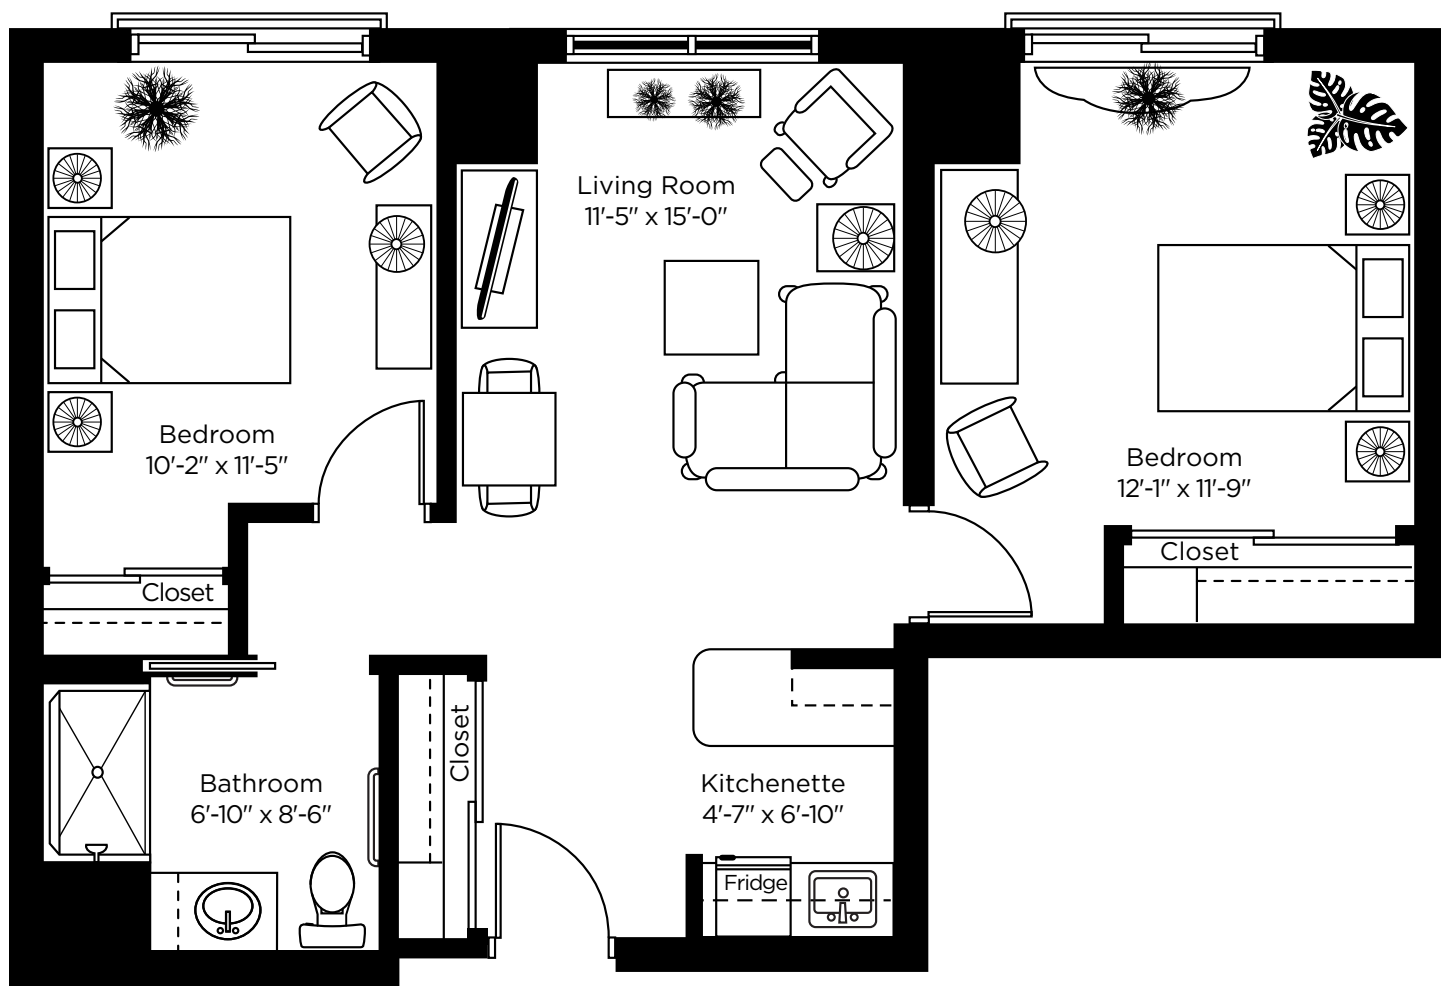 Living Room
11'-5" x 15'-0"
Bedroom
10'-2" x 11'-5"
Bedroom
12'-1" x 11'-9"
Closet
Closet
Closet
Bathroom
6'-10" x 8'-6"
Kitchenette
4'-7" x 6'-10"
Fridge